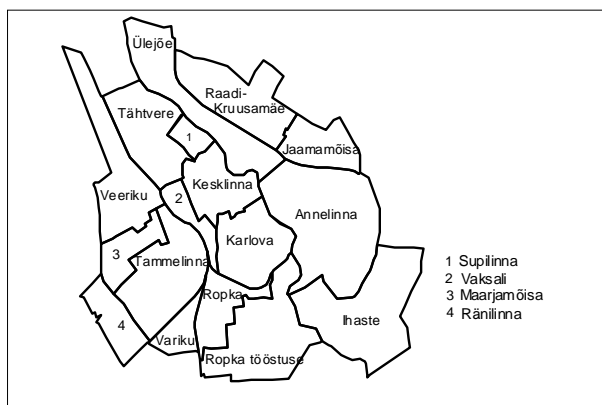 Ülejõe
Raadi-
Kruusamäe
Tähtvere
1
Jaamamõisa
Kesklinna
Veeriku
2
Annelinna
Karlova
3
Tammelinna
1 Supilinna
2 Vaksali
3 Maarjamõisa
4 Ränilinna
Ropka
4
Ihaste
Variku
Ropka tööstuse